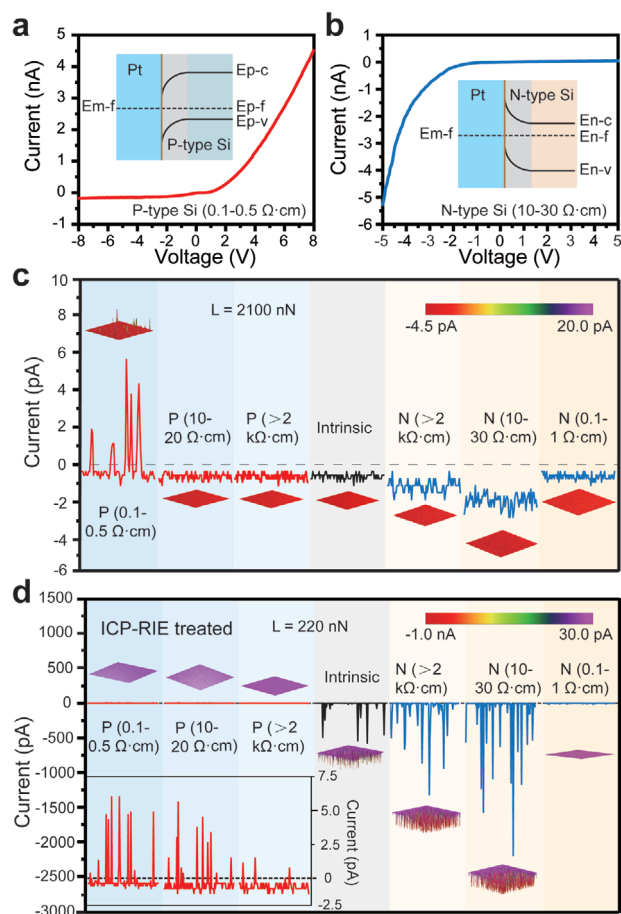 a
Current (nA)
5
4
3
2
1
0
-1
-8
-4
0
4
8
Voltage (V)
Pt
Em-f
Ep-c
Ep-f
Ep-v
P-type Si
P-type Si (0.1-0.5 Ω·cm)
b
Current (nA)
1
0
-1
-2
-3
-4
-5
-6
-5
-4
-3
-2
-1
0
1
2
3
4
5
Voltage (V)
Pt
N-type Si
Em-f
En-c
En-f
En-v
N-type Si (10-30 Ω·cm)
c
Current (pA)
10
8
6
4
2
0
-2
-4
-6
L = 2100 nN
-4.5 pA
20.0 pA
P (0.1-
0.5 Ω·cm)
P (10-
20 Ω·cm)
P (>2
kΩ·cm)
Intrinsic
N (>2
kΩ·cm)
N (10-
30 Ω·cm)
N (0.1-
1 Ω·cm)
d
Current (pA)
1500
1000
500
0
-500
-1000
-1500
-2000
-2500
-3000
ICP-RIE treated
L = 220 nN
-1.0 nA
30.0 pA
P (0.1-
0.5 Ω·cm)
P (10-
20 Ω·cm)
P (>2
kΩ·cm)
Intrinsic
N (>2
kΩ·cm)
N (10-
30 Ω·cm)
N (0.1-
1 Ω·cm)
7.5
5.0
2.5
0
-2.5
Current (pA)